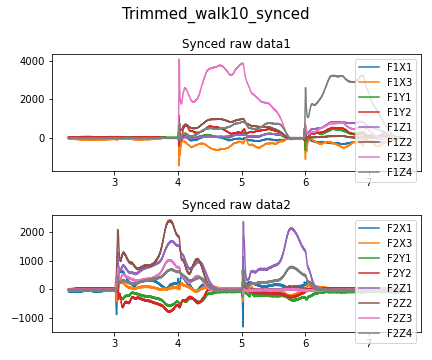 Trimmed_walk10_synced
Synced raw data1
4000
2000
0
3
4
5
6
7
F1X1
F1X3
F1Y1
F1Y2
F1Z1
F1Z2
F1Z3
F1Z4
Synced raw data2
2000
1000
0
−1000
3
4
5
6
7
F2X1
F2X3
F2Y1
F2Y2
F2Z1
F2Z2
F2Z3
F2Z4